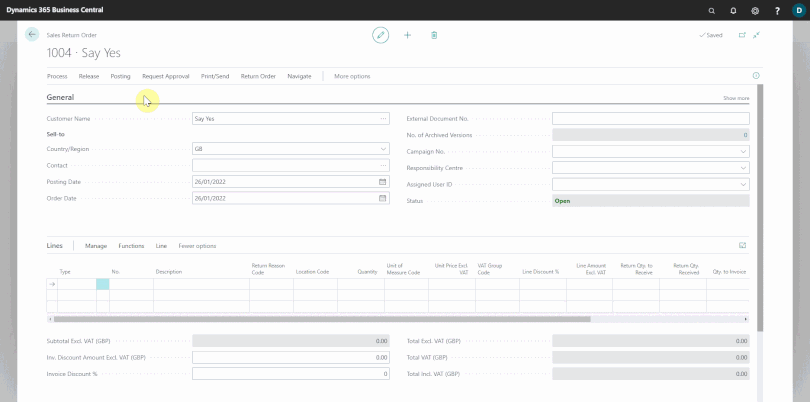 Dynamics 365 Business Central
?
D
Sales Return Order
+
✓ Saved
1004 · Say Yes
Process Release Posting Request Approval Print/Send Return Order Navigate More options
General
Show more
Customer Name Say Yes ...
External Document No.
Sell-to
No. of Archived Versions 0
Country/Region GB
Campaign No.
Contact ...
Responsibility Centre
Posting Date 26/01/2022
Assigned User ID
Order Date 26/01/2022
Status Open
Lines Manage Functions Line Fewer options
Type No. Description Return Reason Code Location Code Quantity Unit of Measure Code Unit Price Excl. VAT VAT Group Code Line Discount % Line Amount Excl. VAT Return Qty. to Receive Return Qty. Received Qty. to Invoice
Subtotal Excl. VAT (GBP) 0.00
Total Excl. VAT (GBP) 0.00
Inv. Discount Amount Excl. VAT (GBP) 0.00
Total VAT (GBP) 0.00
Invoice Discount % 0
Total Incl. VAT (GBP) 0.00